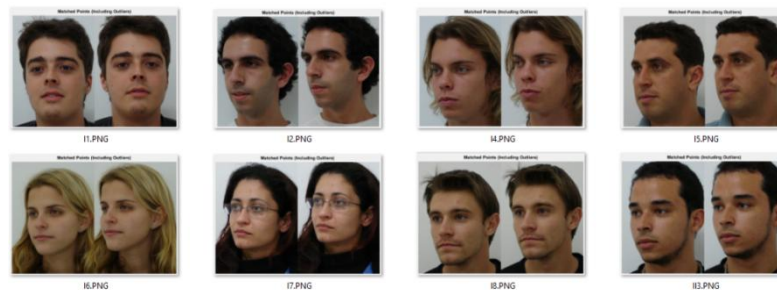 Matched Points (Including Outliers)
Matched Points (Including Outliers)
Matched Points (Including Outliers)
Matched Points (Including Outliers)
I1.PNG
I2.PNG
I4.PNG
I5.PNG
Matched Points (Including Outliers)
Matched Points (Including Outliers)
Matched Points (Including Outliers)
Matched Points (Including Outliers)
I6.PNG
I7.PNG
I8.PNG
I13.PNG